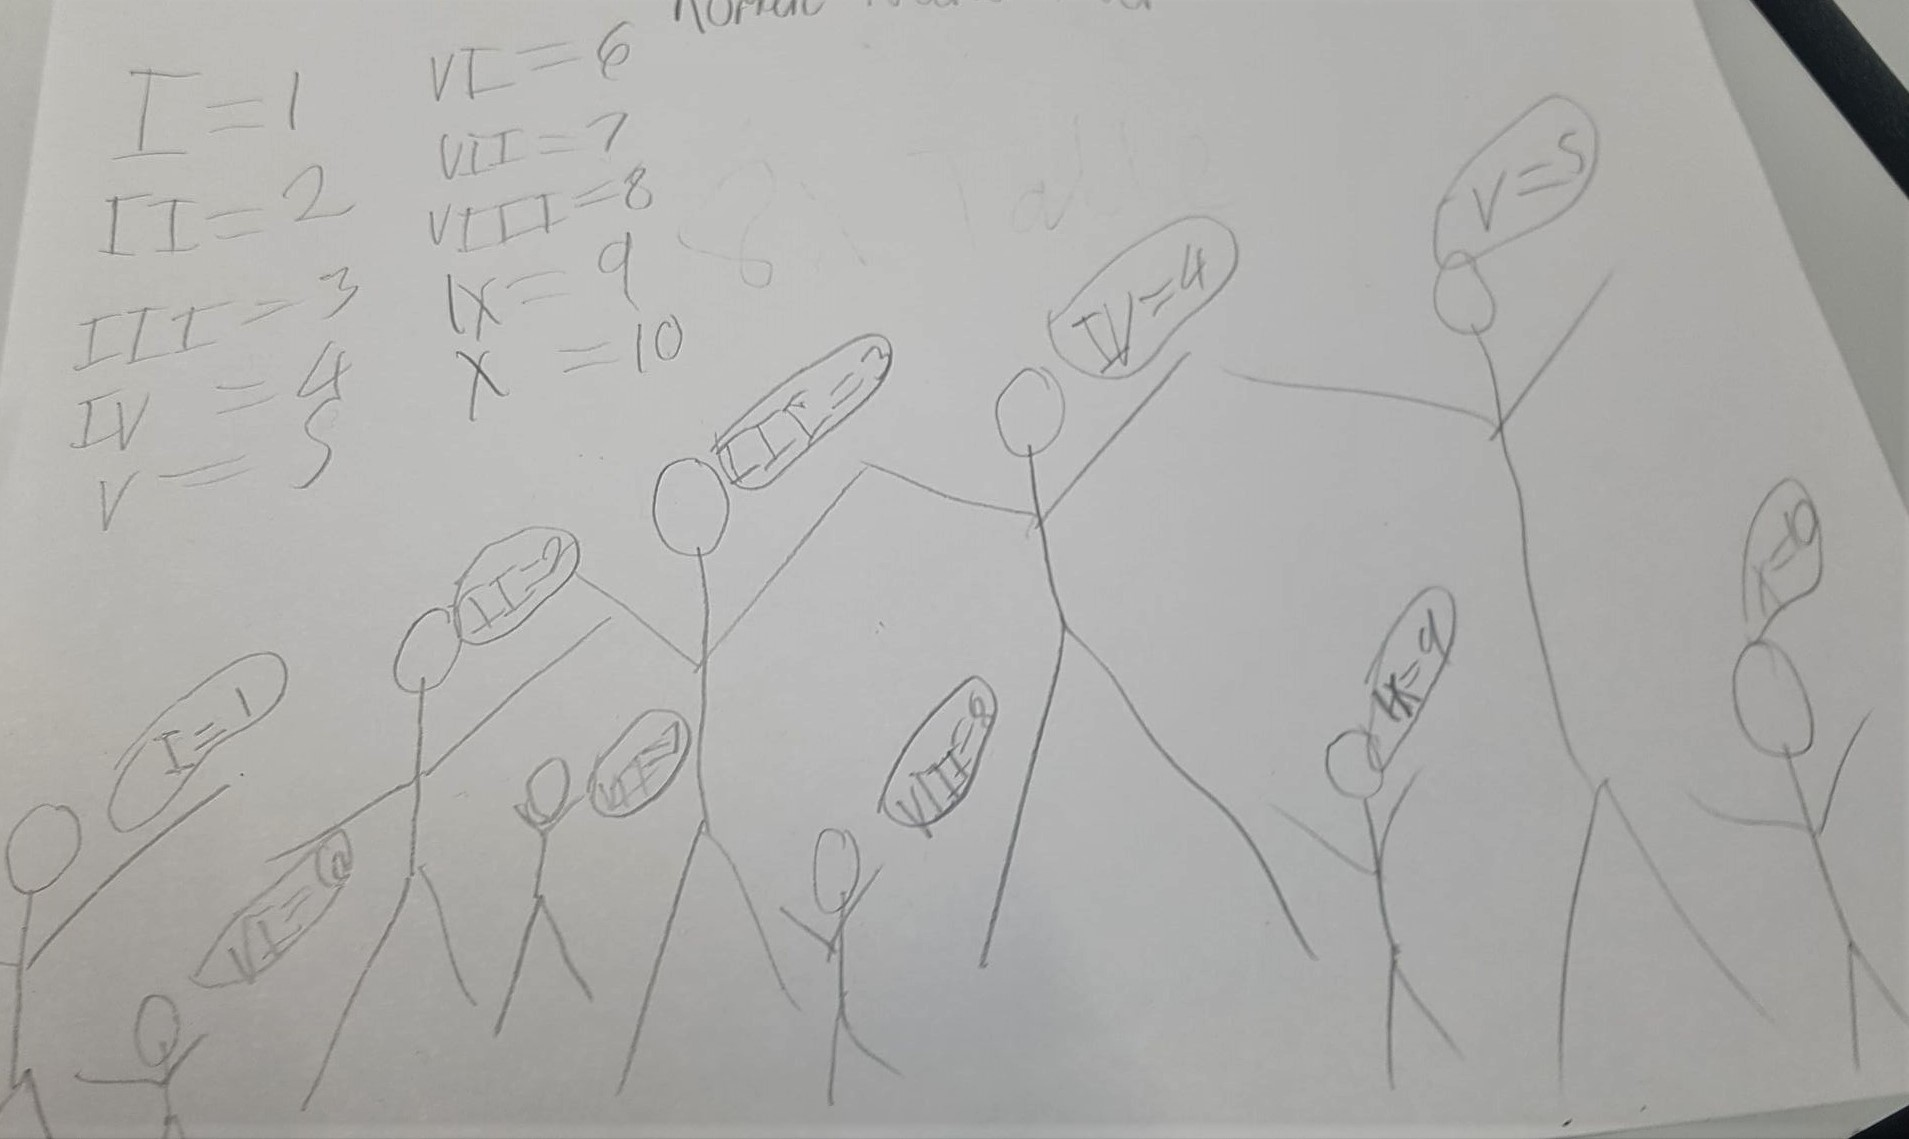 Roman
I = 1
II = 2
III = 3
IV = 4
V = 5
VI = 6
VII = 7
VIII = 8
IX = 9
X = 10
V = 5
IV = 4
III = 3
II = 2
I = 1
X = 10
IX = 9
VIII = 8
VII = 7
VI =